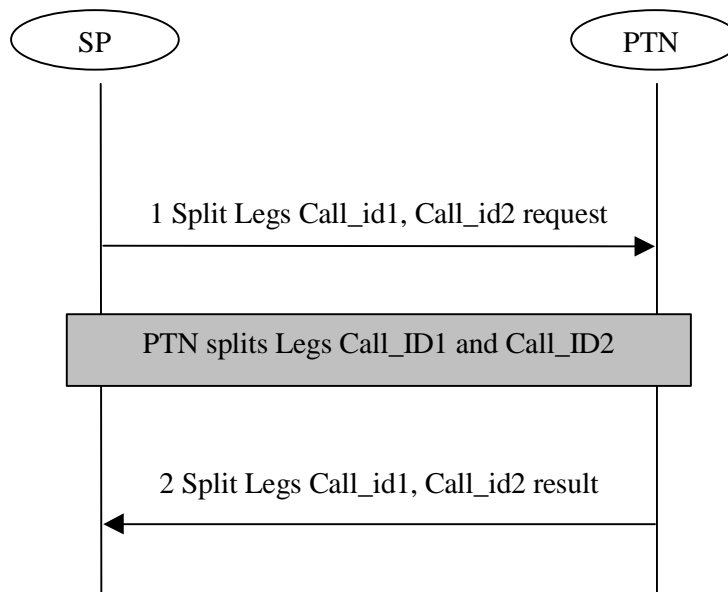 SP
PTN
1 Split Legs Call_id1, Call_id2 request
PTN splits Legs Call_ID1 and Call_ID2
2 Split Legs Call_id1, Call_id2 result